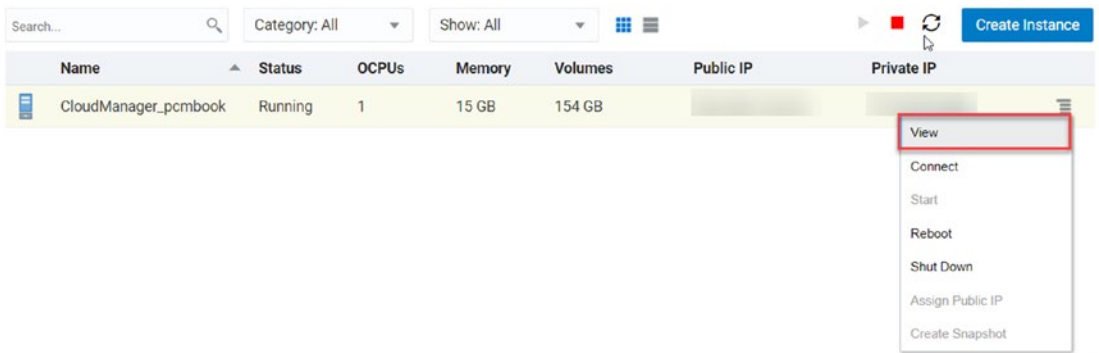 Search... Category: All Show: All Create Instance
Name Status OCPUs Memory Volumes Public IP Private IP
CloudManager_pcmbook Running 1 15 GB 154 GB
View
Connect
Start
Reboot
Shut Down
Assign Public IP
Create Snapshot